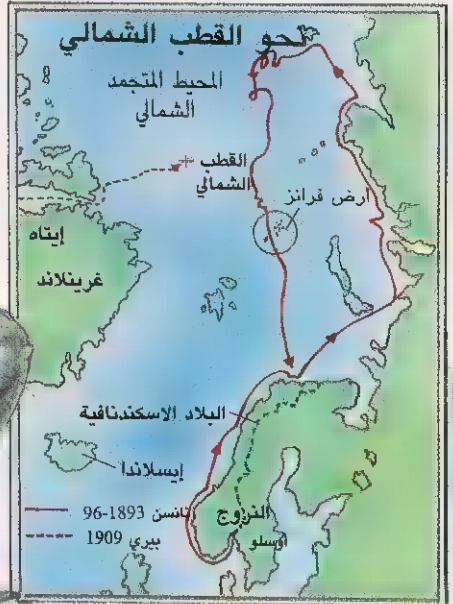 نحو القطب الشمالي
المحيط المتجمد
الشمالي
القطب
الشمالي
ارض فرانز
إيتاه
غرينلاند
البلاد الاسكندنافية
إيسلاندا
النروج
اوسلو
نانسن 1893-96
بيري 1909